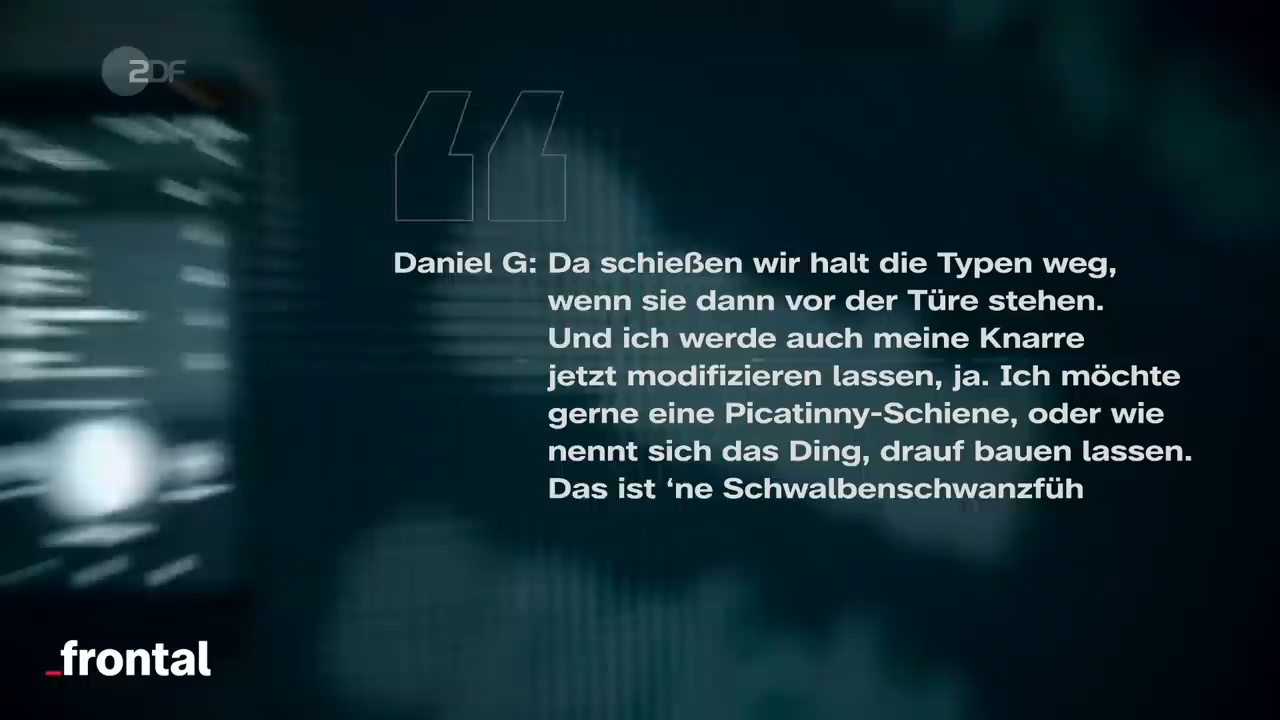 ZDF
Daniel G: Da schießen wir halt die Typen weg,
wenn sie dann vor der Türe stehen.
Und ich werde auch meine Knarre
jetzt modifizieren lassen, ja. Ich möchte
gerne eine Picatinny-Schiene, oder wie
nennt sich das Ding, drauf bauen lassen.
Das ist ‘ne Schwalbenschwanzfüh
_frontal